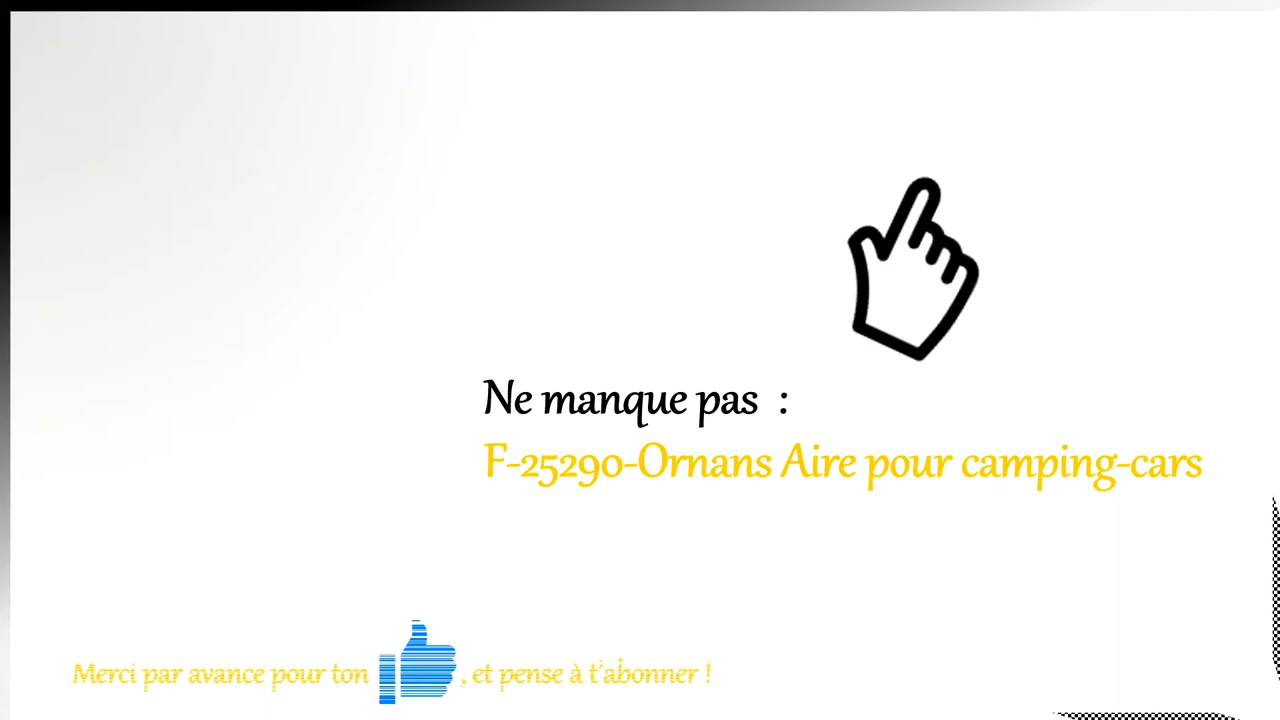 Ne manque pas :
F-25290-Ornans Aire pour camping-cars
Merci par avance pour ton , et pense à t'abonner !